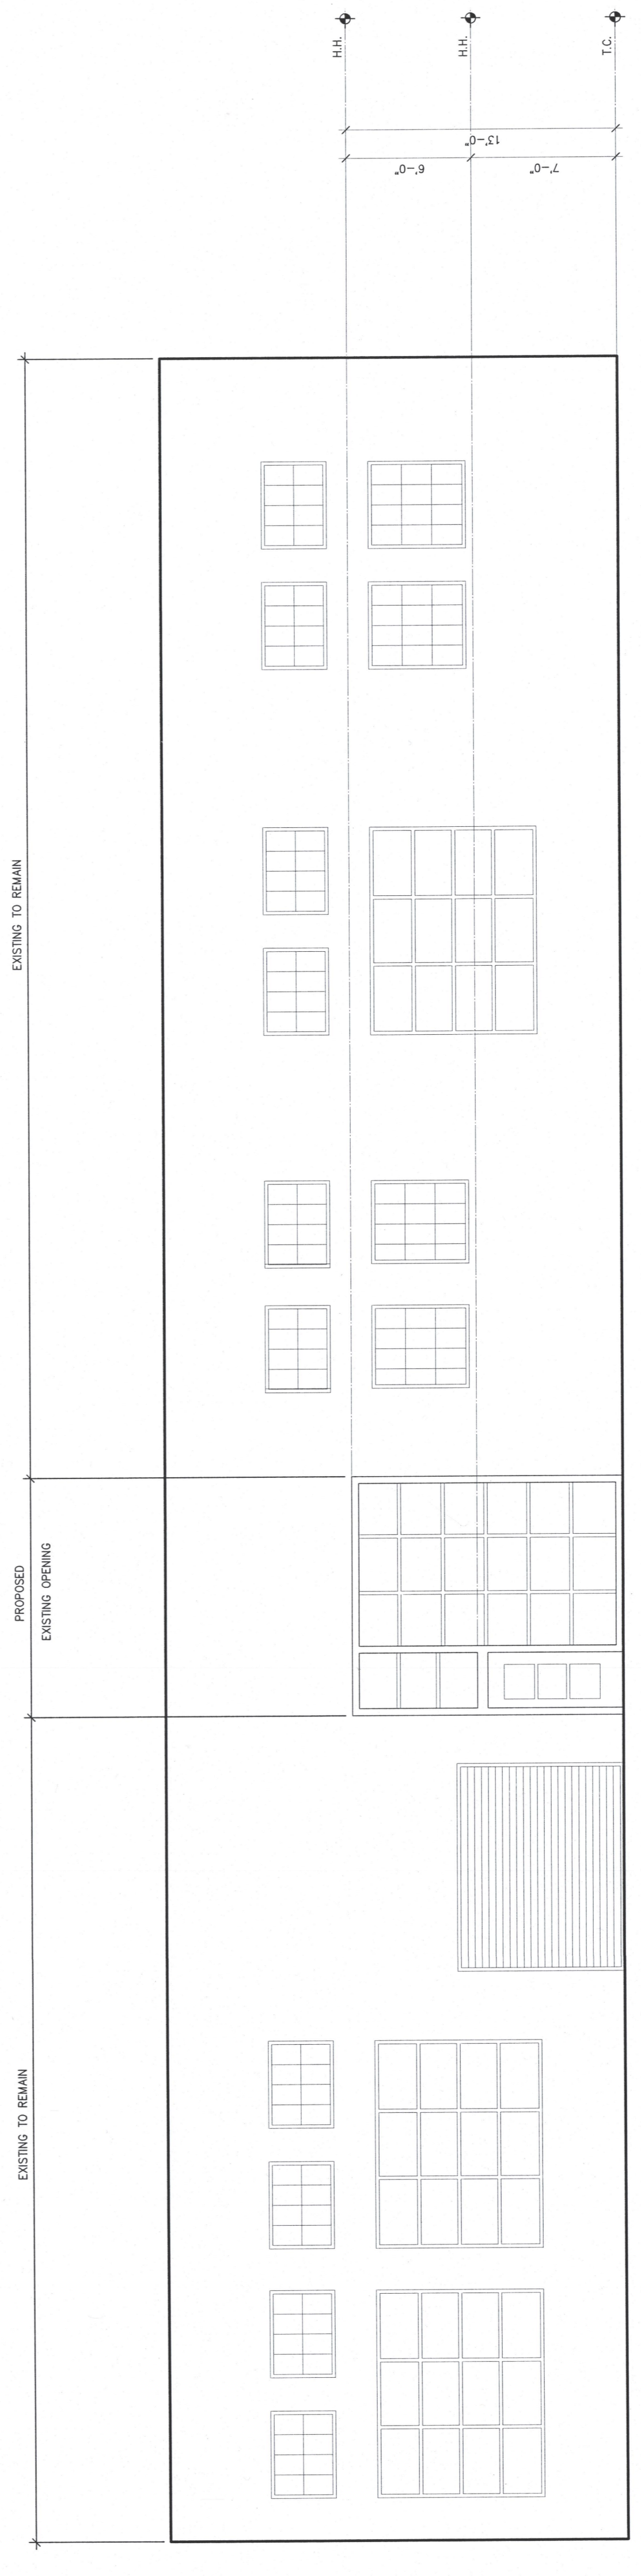 EXISTING TO REMAIN
PROPOSED
EXISTING OPENING
EXISTING TO REMAIN
H.H.
H.H.
T.C.
6'-0"
7'-0"
13'-0"